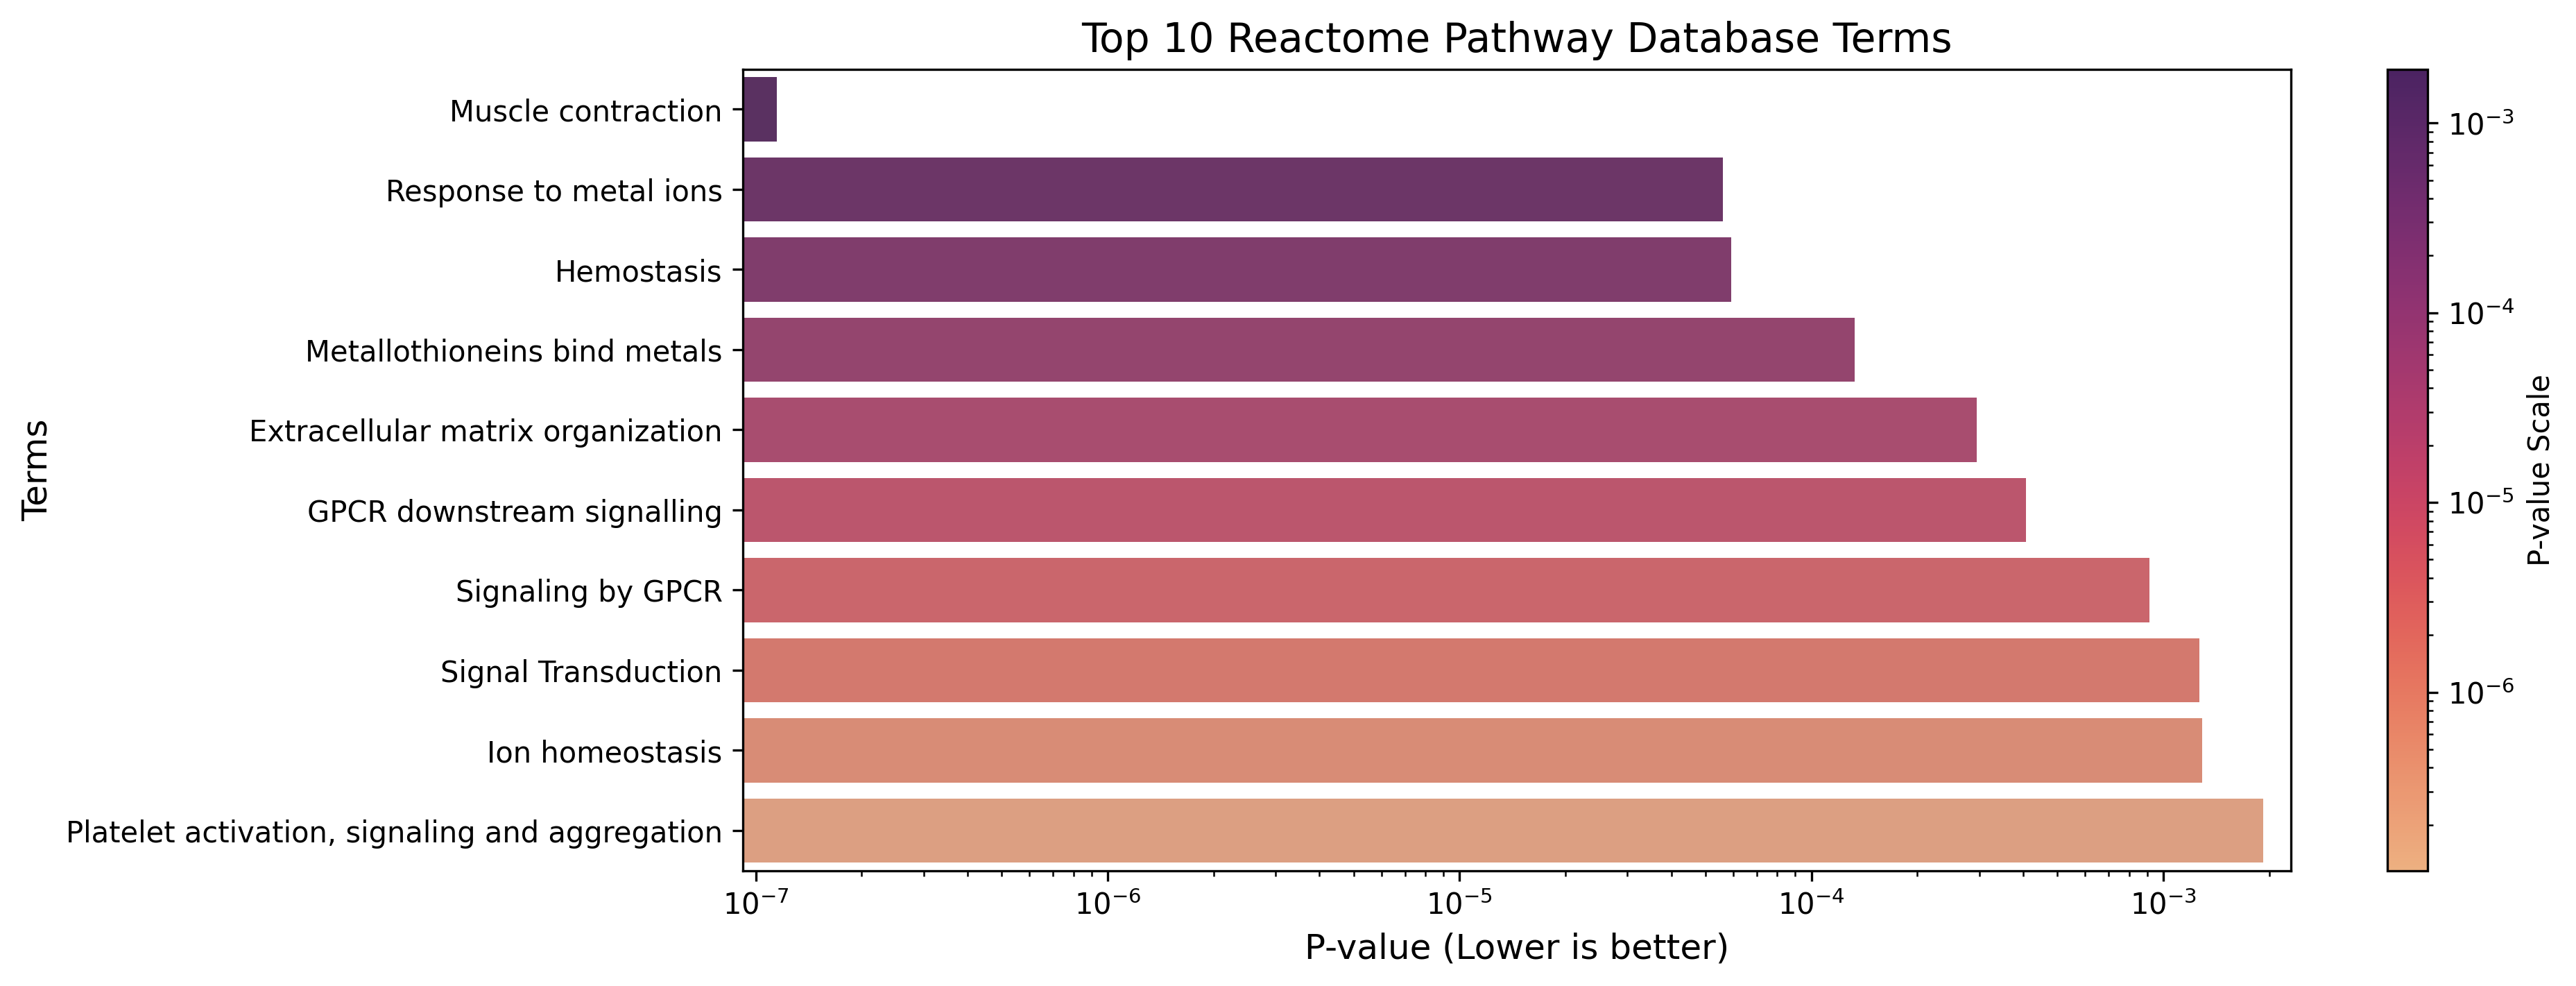 Top 10 Reactome Pathway Database Terms
Terms
Muscle contraction
Response to metal ions
Hemostasis
Metallothioneins bind metals
Extracellular matrix organization
GPCR downstream signalling
Signaling by GPCR
Signal Transduction
Ion homeostasis
Platelet activation, signaling and aggregation
10⁻⁷ 10⁻⁶ 10⁻⁵ 10⁻⁴ 10⁻³
P-value (Lower is better)
10⁻³
10⁻⁴
10⁻⁵
10⁻⁶
P-value Scale